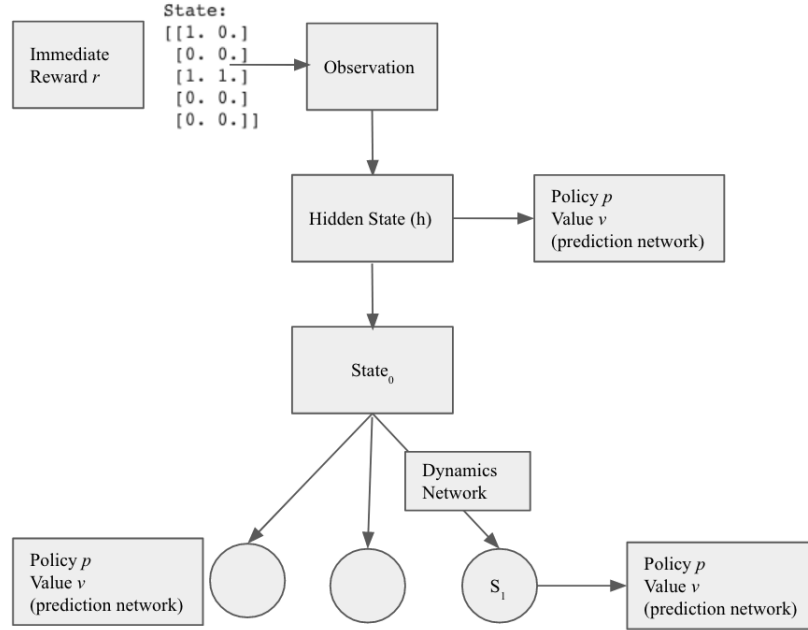 State:
Immediate
Reward r
[[1. 0.]
[0. 0.]
[1. 1.]
[0. 0.]
[0. 0.]]
Observation
Hidden State (h)
Policy p
Value v
(prediction network)
State₀
Dynamics
Network
Policy p
Value v
(prediction network)
S₁
Policy p
Value v
(prediction network)